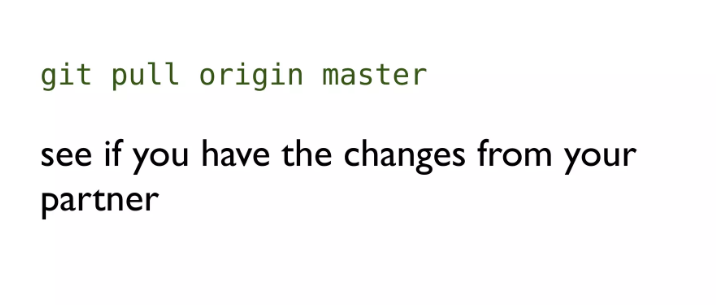 git pull origin master
see if you have the changes from your
partner